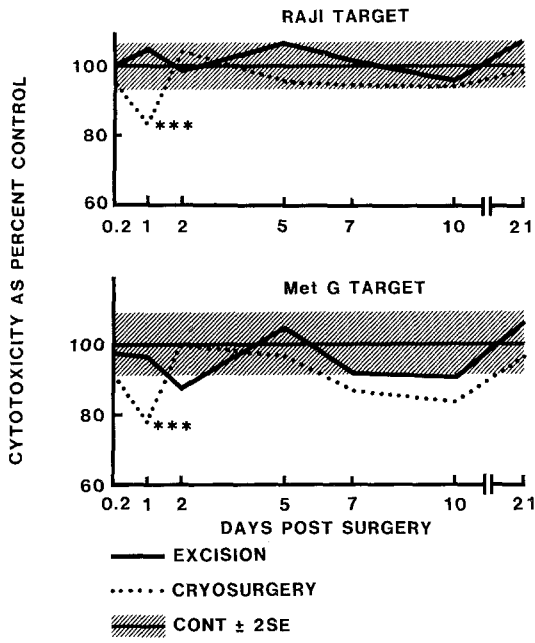 RAJI TARGET
CYTOTOXICITY AS PERCENT CONTROL
100
80
***
60
0.2 1 2 5 7 10 21
Met G TARGET
100
80
***
60
0.2 1 2 5 7 10 21
DAYS POST SURGERY
EXCISION
CRYOSURGERY
CONT ± 2SE